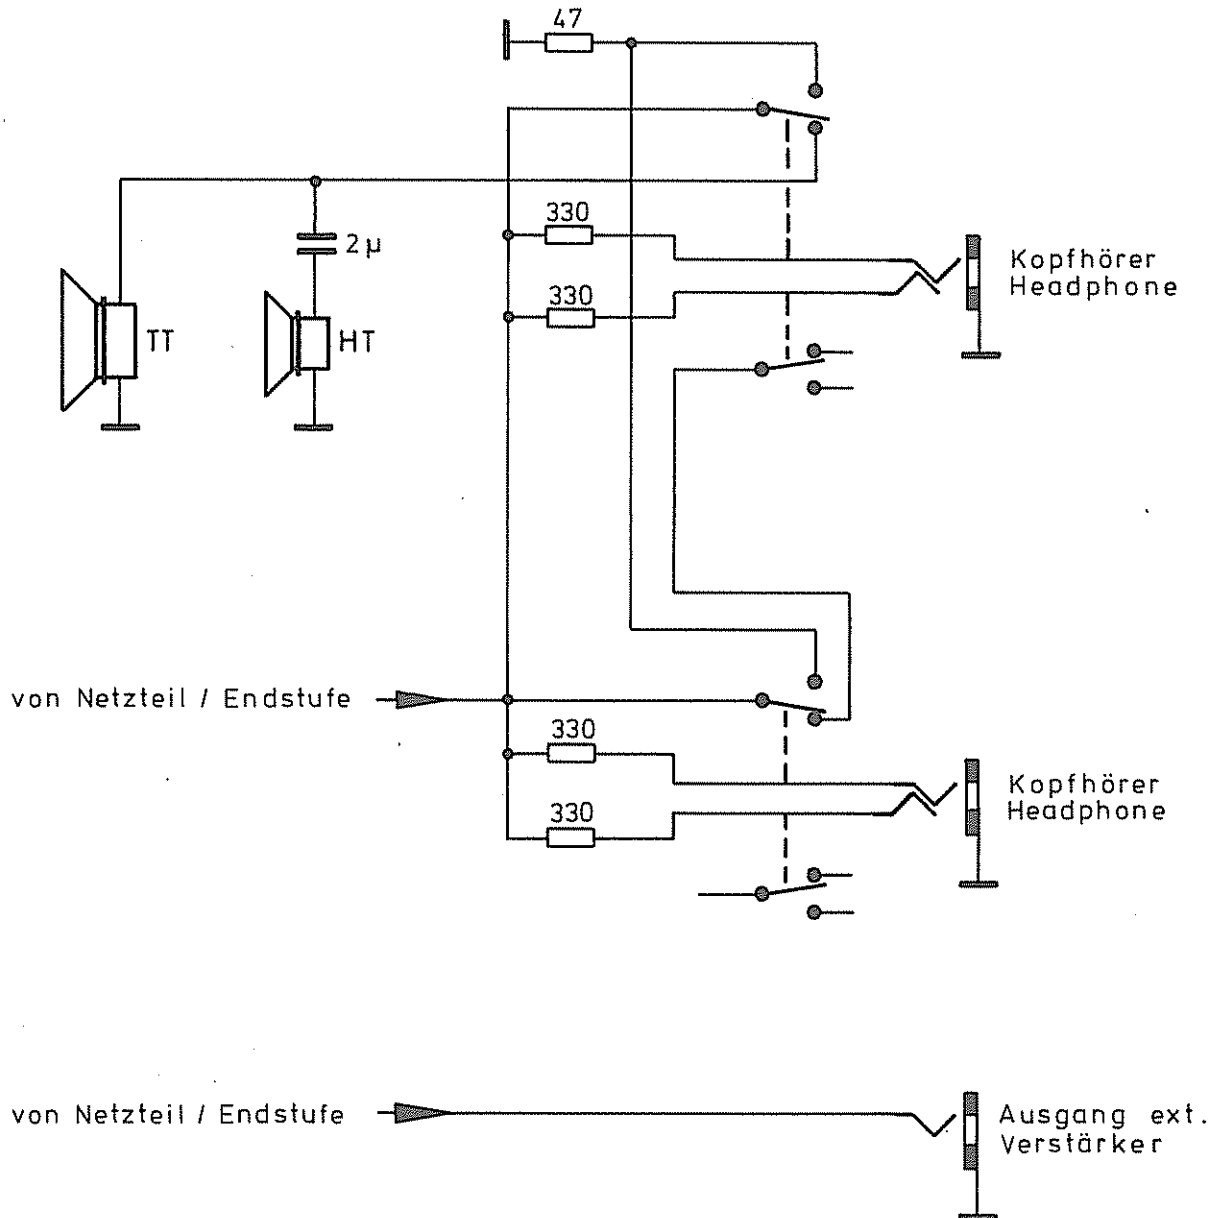 47
330
2µ
Kopfhörer
Headphone
330
TT
HT
von Netzteil / Endstufe
330
Kopfhörer
Headphone
330
von Netzteil / Endstufe
Ausgang ext.
Verstärker